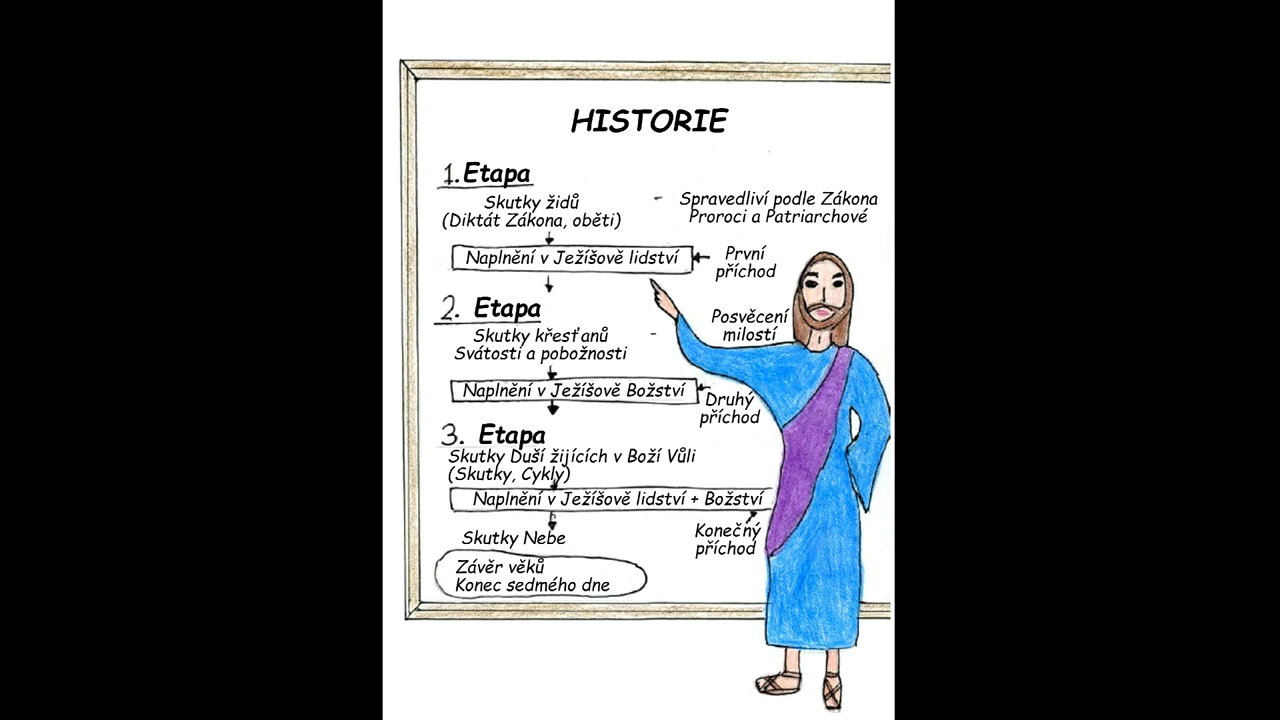 HISTORIE
1. Etapa
Skutky židů
(Diktát Zákona, oběti)
- Spravedliví podle Zákona
Proroci a Patriarchové
Naplnění v Ježíšově lidství
První
příchod
2. Etapa
Skutky křesťanů
Svátosti a pobožnosti
- Posvěcení
milostí
Naplnění v Ježíšově Božství
Druhý
příchod
3. Etapa
Skutky Duší žijících v Boží Vůli
(Skutky, Cykly)
Naplnění v Ježíšově lidství + Božství
Konečný
příchod
Skutky Nebe
Závěr věků
Konec sedmého dne